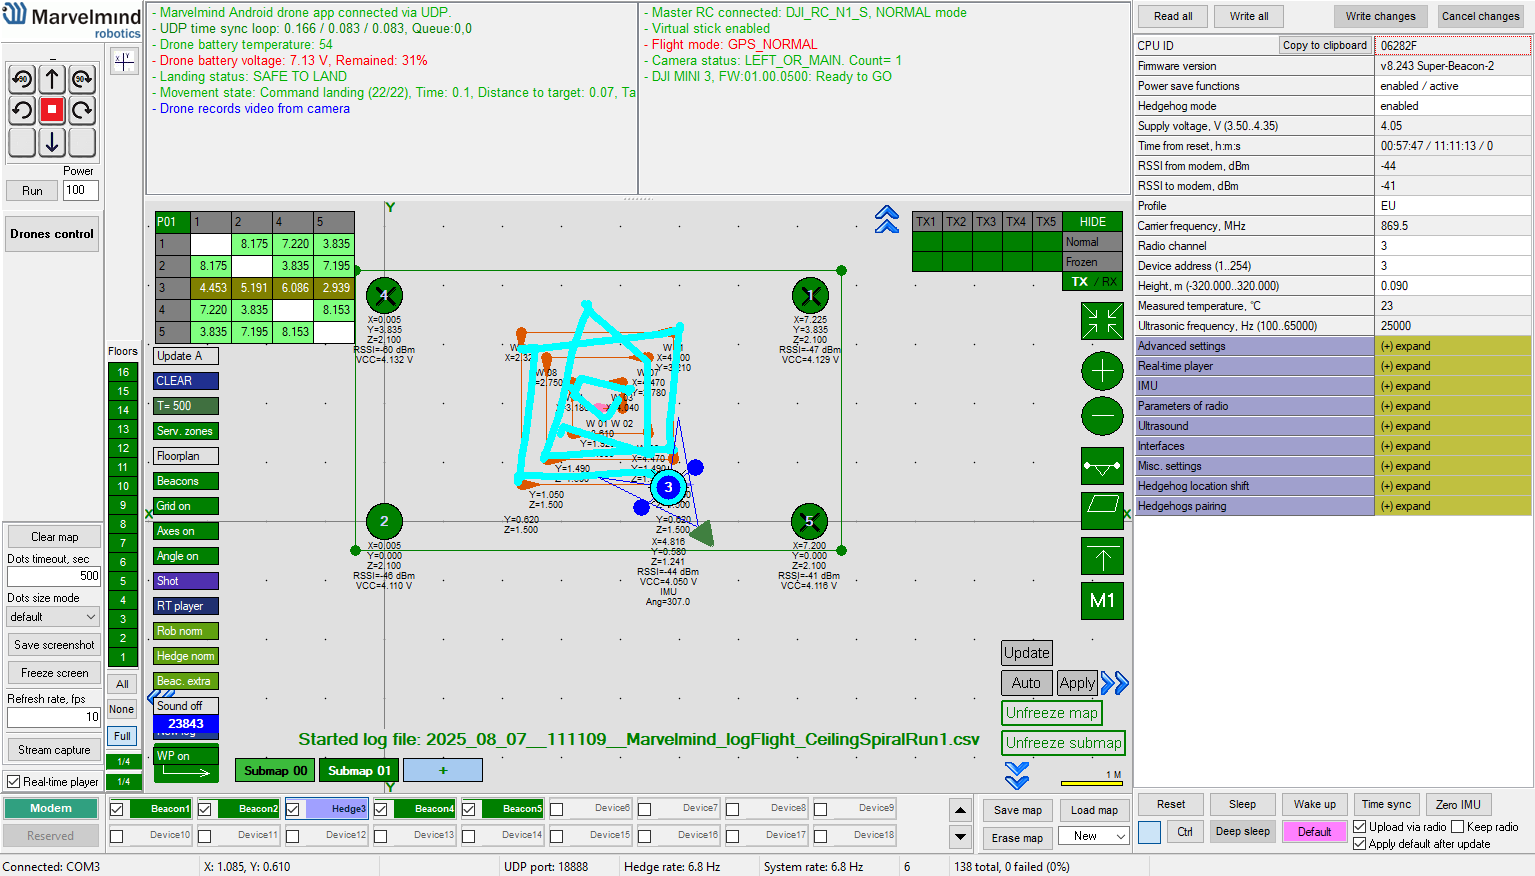 Marvelmind
robotics
- Marvelmind Android drone app connected via UDP.
- UDP time sync loop: 0.166 / 0.083 / 0.083, Queue:0,0
- Drone battery temperature: 54
- Drone battery voltage: 7.13 V, Remained: 31%
- Landing status: SAFE TO LAND
- Movement state: Command landing (22/22), Time: 0.1, Distance to target: 0.07, Ta
- Drone records video from camera
- Master RC connected: DJI_RC_N1_S, NORMAL mode
- Virtual stick enabled
- Flight mode: GPS_NORMAL
- Camera status: LEFT_OR_MAIN. Count= 1
- DJI MINI 3, FW:01.00.0500: Ready to GO
Read all
Write all
Write changes
Cancel changes
CPU ID
Copy to clipboard
06282F
Firmware version
v8.243 Super-Beacon-2
Power save functions
enabled / active
Hedgehog mode
enabled
Supply voltage, V (3.50..4.35)
4.05
Time from reset, h:m:s
00:57:47 / 11:11:13 / 0
RSSI from modem, dBm
-44
RSSI to modem, dBm
-41
Profile
EU
Carrier frequency, MHz
869.5
Radio channel
3
Device address (1..254)
3
Height, m (-320.000..320.000)
0.090
Measured temperature, °C
23
Ultrasonic frequency, Hz (100..65000)
25000
Advanced settings
(+) expand
Real-time player
(+) expand
IMU
(+) expand
Parameters of radio
(+) expand
Ultrasound
(+) expand
Interfaces
(+) expand
Misc. settings
(+) expand
Hedgehog location shift
(+) expand
Hedgehogs pairing
(+) expand
90
90
Power
Run
100
Drones control
Clear map
Dots timeout, sec
500
Dots size mode
default
Save screenshot
Freeze screen
Refresh rate, fps
10
Stream capture
Real-time player
Floors
16
15
14
13
12
11
10
9
8
7
6
5
4
3
2
1
All
None
Full
1/4
1/4
P01 1 2 4 5
1 8.175 7.220 3.835
2 8.175 3.835 7.195
3 4.453 5.191 6.086 2.939
4 7.220 3.835 8.153
5 3.835 7.195 8.153
Update A
CLEAR
T= 500
Serv. zones
Floorplan
Beacons
Grid on
Axes on
Angle on
Shot
RT player
Rob norm
Hedge norm
Beac. extra
Sound off
23843
WP on
Y
X
X
Y
4
X=0.005
Y=3.835
Z=2.100
RSSI=-60 dBm
VCC=4.132 V
1
X=7.225
Y=3.835
Z=2.100
RSSI=-47 dBm
VCC=4.129 V
2
X=0.005
Y=0.000
Z=2.100
RSSI=-46 dBm
VCC=4.110 V
5
X=7.200
Y=0.000
Z=2.100
RSSI=-41 dBm
VCC=4.116 V
3
W 08
W 01 W 02
Y=1.490
Y=1.050
Z=1.500
Y=0.620
Z=1.500
Y=0.620
Z=1.500
X=4.816
Y=0.580
Z=1.241
RSSI=-44 dBm
VCC=4.050 V
IMU
Ang=307.0
TX1 TX2 TX3 TX4 TX5 HIDE
Normal
Frozen
TX / RX
M1
Update
Auto
Apply
Unfreeze map
Unfreeze submap
1 M
Started log file: 2025_08_07__111109__Marvelmind_logFlight_CeilingSpiralRun1.csv
Submap 00
Submap 01
+
Modem
Reserved
Beacon1
Beacon2
Hedge3
Beacon4
Beacon5
Device6
Device7
Device8
Device9
Device10
Device11
Device12
Device13
Device14
Device15
Device16
Device17
Device18
Save map
Load map
Erase map
New
Reset
Sleep
Wake up
Time sync
Zero IMU
Ctrl
Deep sleep
Default
Upload via radio
Keep radio
Apply default after update
Connected: COM3
X: 1.085, Y: 0.610
UDP port: 18888
Hedge rate: 6.8 Hz
System rate: 6.8 Hz
6
138 total, 0 failed (0%)